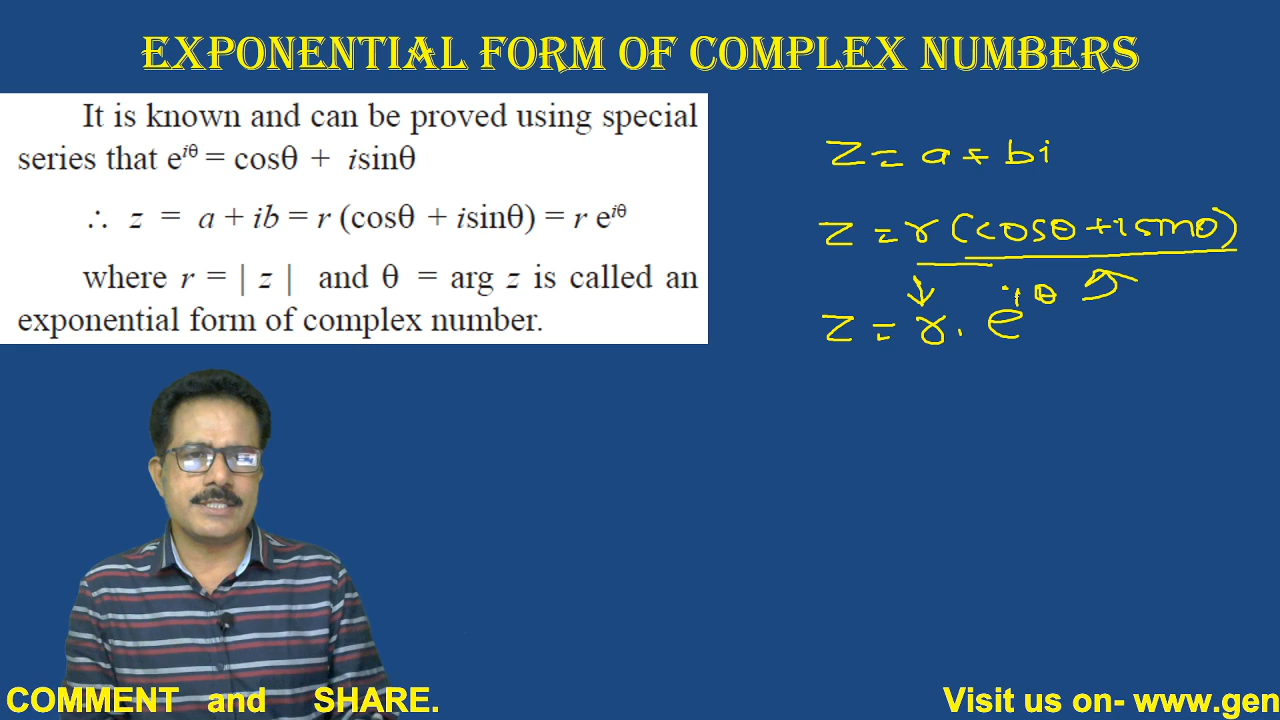 EXPONENTIAL FORM OF COMPLEX NUMBERS
It is known and can be proved using special
series that e^{iθ} = cosθ + isinθ
∴ z = a + ib = r (cosθ + isinθ) = r e^{iθ}
where r = | z | and θ = arg z is called an
exponential form of complex number.
z = a + bi
z = r (cosθ + i sinθ)
z = r . e^{iθ}
COMMENT and SHARE.
Visit us on- www.gen